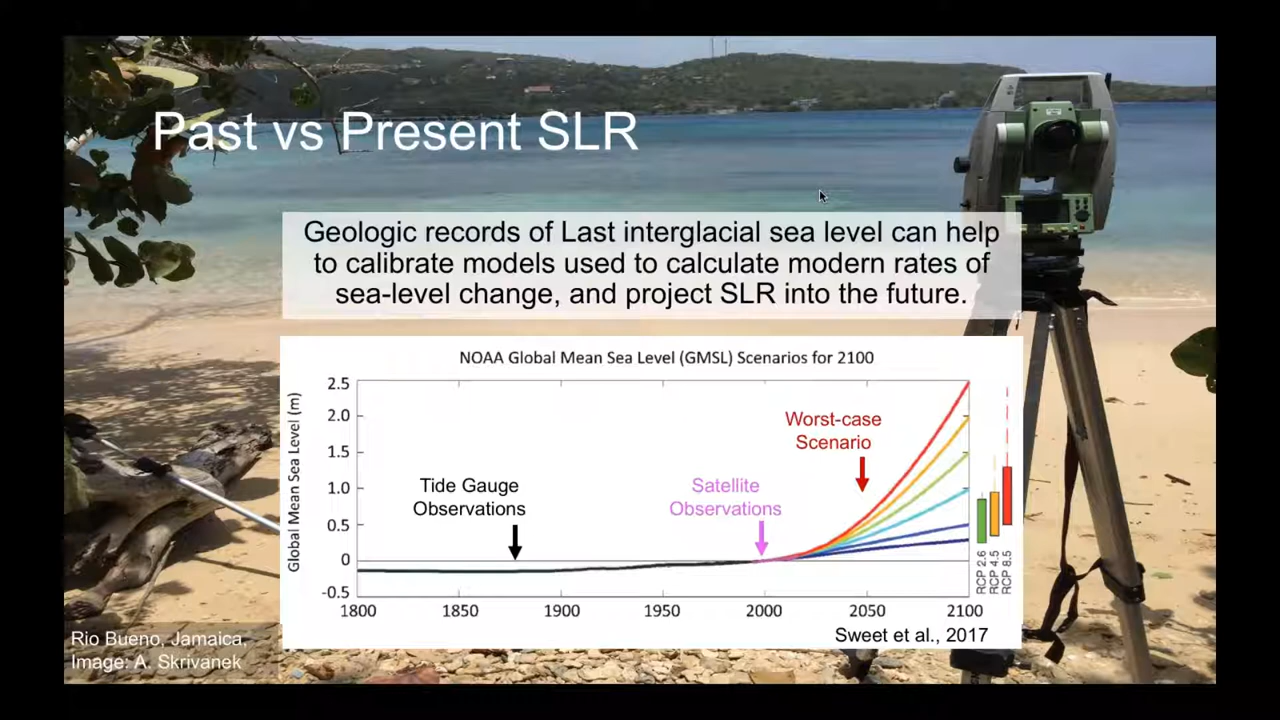 Past vs Present SLR
Geologic records of Last interglacial sea level can help
to calibrate models used to calculate modern rates of
sea-level change, and project SLR into the future.
NOAA Global Mean Sea Level (GMSL) Scenarios for 2100
Global Mean Sea Level (m)
2.5
2.0
1.5
1.0
0.5
0
-0.5
1800
1850
1900
1950
2000
2050
2100
Tide Gauge
Observations
Satellite
Observations
Worst-case
Scenario
RCP 2.6
RCP 4.5
RCP 8.5
Sweet et al., 2017
Rio Bueno, Jamaica,
Image: A. Skrivanek